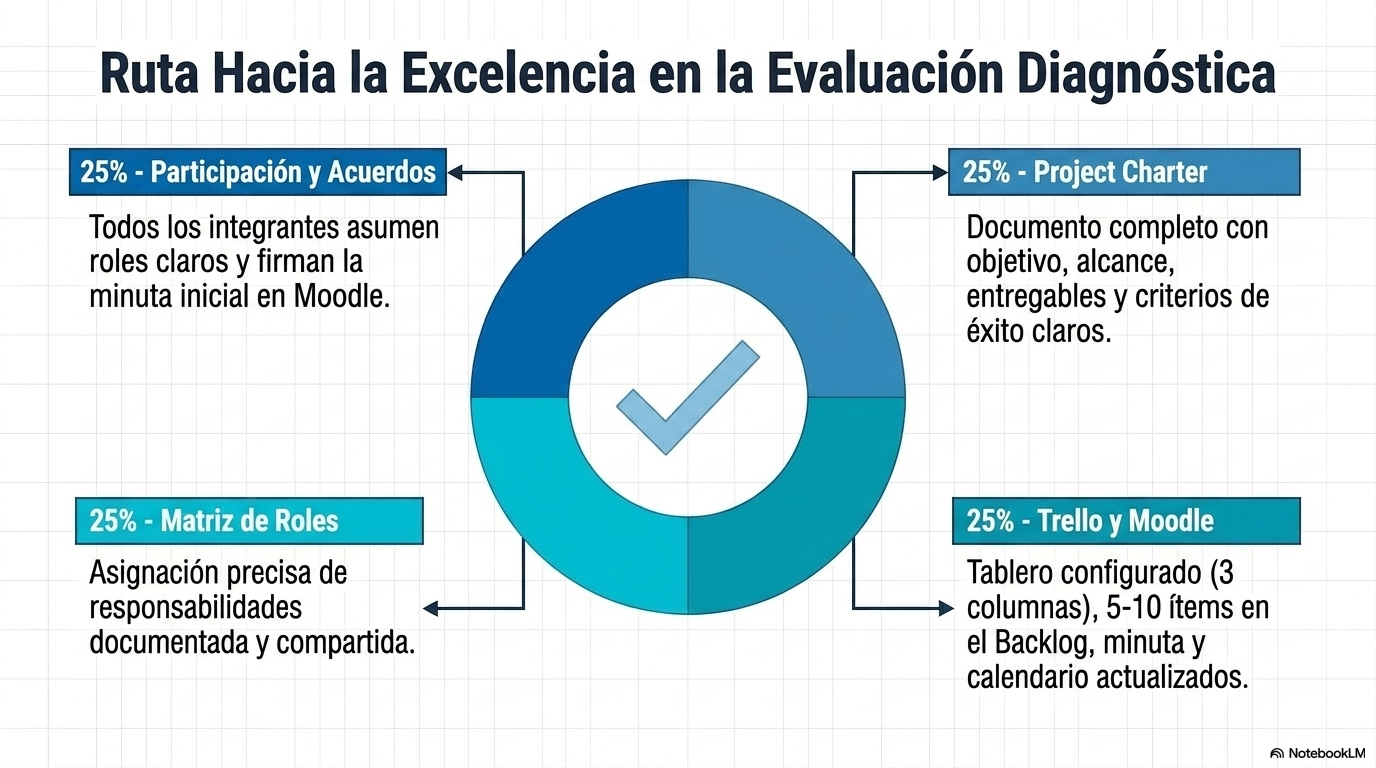 Ruta Hacia la Excelencia en la Evaluación Diagnóstica
25% - Participación y Acuerdos
Todos los integrantes asumen
roles claros y firman la
minuta inicial en Moodle.
25% - Project Charter
Documento completo con
objetivo, alcance,
entregables y criterios de
éxito claros.
25% - Matriz de Roles
Asignación precisa de
responsabilidades
documentada y compartida.
25% - Trello y Moodle
Tablero configurado (3
columnas), 5-10 ítems en
el Backlog, minuta y
calendario actualizados.
NotebookLM